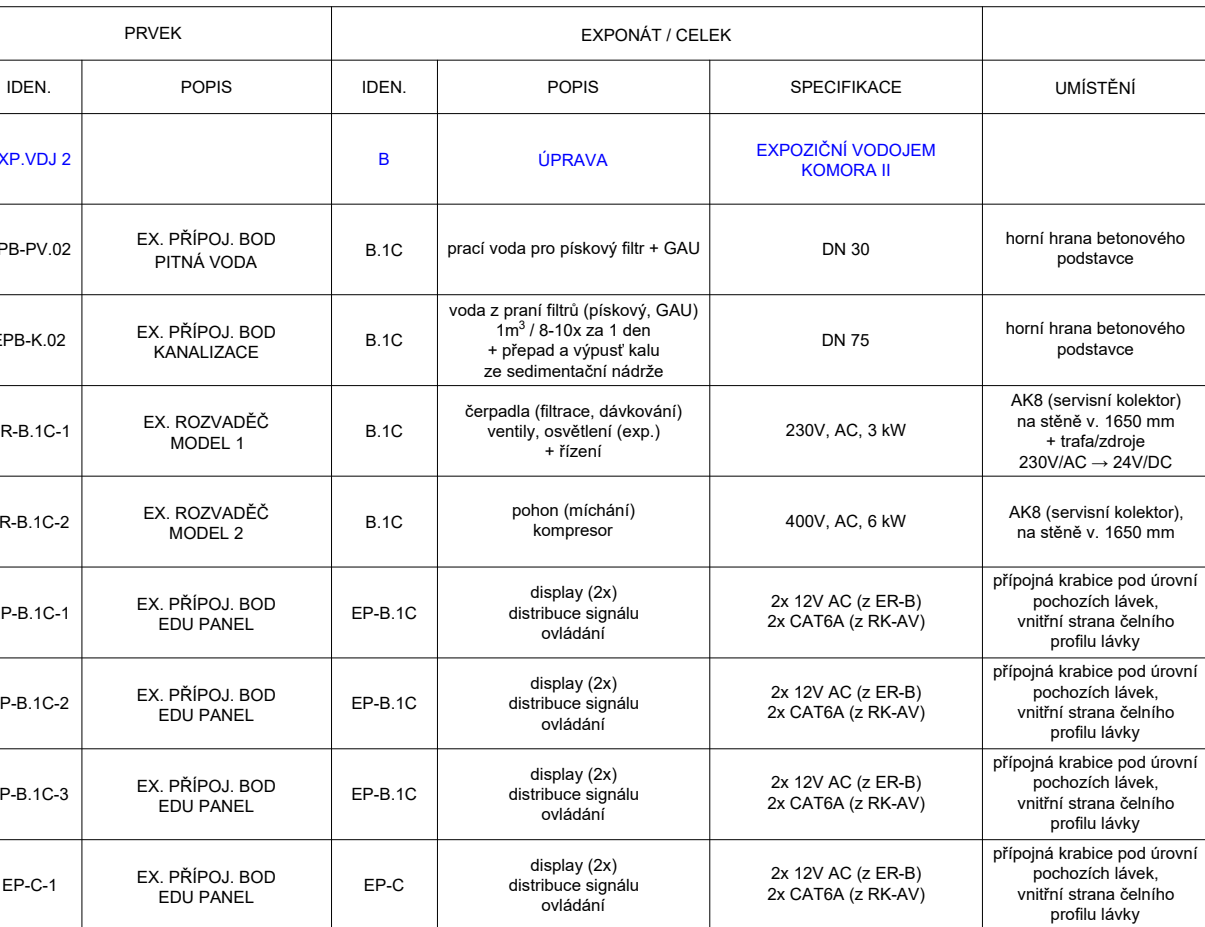 PRVEK
EXPONÁT / CELEK
IDEN.
POPIS
IDEN.
POPIS
SPECIFIKACE
UMÍSTĚNÍ
XP.VDJ 2
B
ÚPRAVA
EXPOZIČNÍ VODOJEM
KOMORA II
PB-PV.02
EX. PŘÍPOJ. BOD
PITNÁ VODA
B.1C
prací voda pro pískový filtr + GAU
DN 30
horní hrana betonového
podstavce
EPB-K.02
EX. PŘÍPOJ. BOD
KANALIZACE
B.1C
voda z praní filtrů (pískový, GAU)
1m³ / 8-10x za 1 den
+ přepad a výpusť kalu
ze sedimentační nádrže
DN 75
horní hrana betonového
podstavce
R-B.1C-1
EX. ROZVADĚČ
MODEL 1
B.1C
čerpadla (filtrace, dávkování)
ventily, osvětlení (exp.)
+ řízení
230V, AC, 3 kW
AK8 (servisní kolektor)
na stěně v. 1650 mm
+ trafa/zdroje
230V/AC → 24V/DC
R-B.1C-2
EX. ROZVADĚČ
MODEL 2
B.1C
pohon (míchání)
kompresor
400V, AC, 6 kW
AK8 (servisní kolektor),
na stěně v. 1650 mm
P-B.1C-1
EX. PŘÍPOJ. BOD
EDU PANEL
EP-B.1C
display (2x)
distribuce signálu
ovládání
2x 12V AC (z ER-B)
2x CAT6A (z RK-AV)
přípojná krabice pod úrovní
pochozích lávek,
vnitřní strana čelního
profilu lávky
P-B.1C-2
EX. PŘÍPOJ. BOD
EDU PANEL
EP-B.1C
display (2x)
distribuce signálu
ovládání
2x 12V AC (z ER-B)
2x CAT6A (z RK-AV)
přípojná krabice pod úrovní
pochozích lávek,
vnitřní strana čelního
profilu lávky
P-B.1C-3
EX. PŘÍPOJ. BOD
EDU PANEL
EP-B.1C
display (2x)
distribuce signálu
ovládání
2x 12V AC (z ER-B)
2x CAT6A (z RK-AV)
přípojná krabice pod úrovní
pochozích lávek,
vnitřní strana čelního
profilu lávky
EP-C-1
EX. PŘÍPOJ. BOD
EDU PANEL
EP-C
display (2x)
distribuce signálu
ovládání
2x 12V AC (z ER-B)
2x CAT6A (z RK-AV)
přípojná krabice pod úrovní
pochozích lávek,
vnitřní strana čelního
profilu lávky